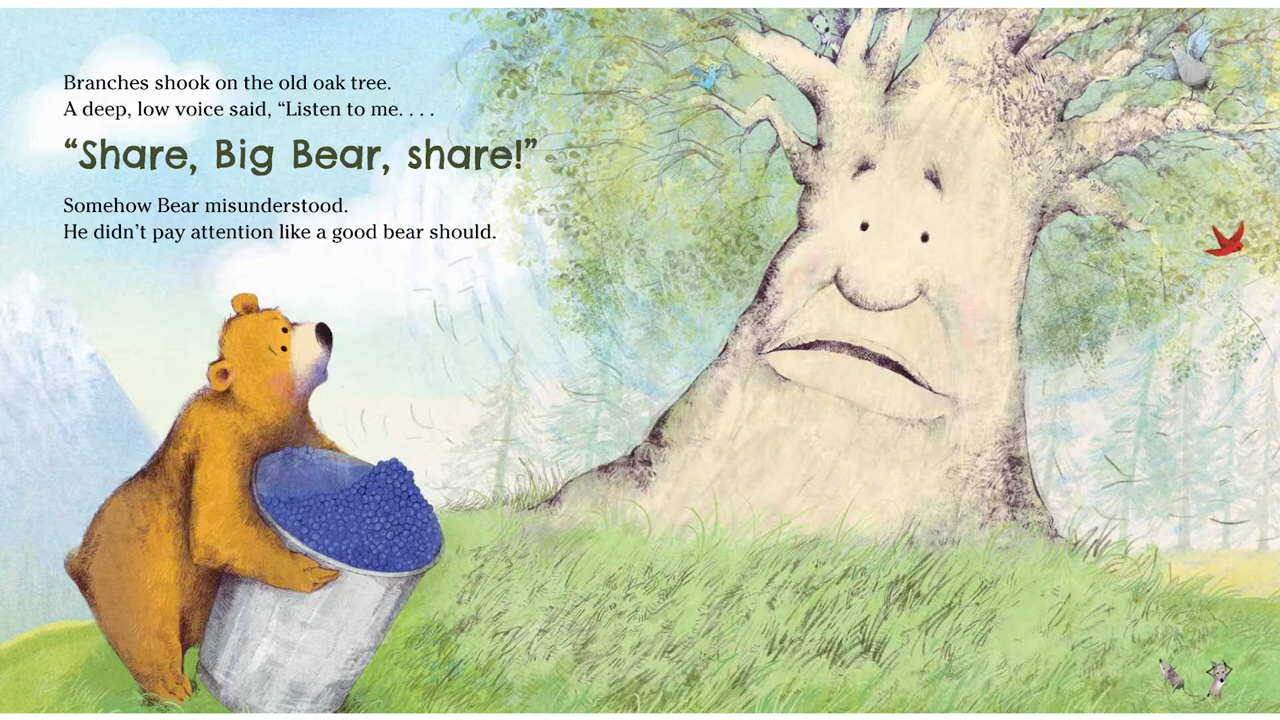 Branches shook on the old oak tree.
A deep, low voice said, “Listen to me. . . .
“Share, Big Bear, share!”
Somehow Bear misunderstood.
He didn’t pay attention like a good bear should.